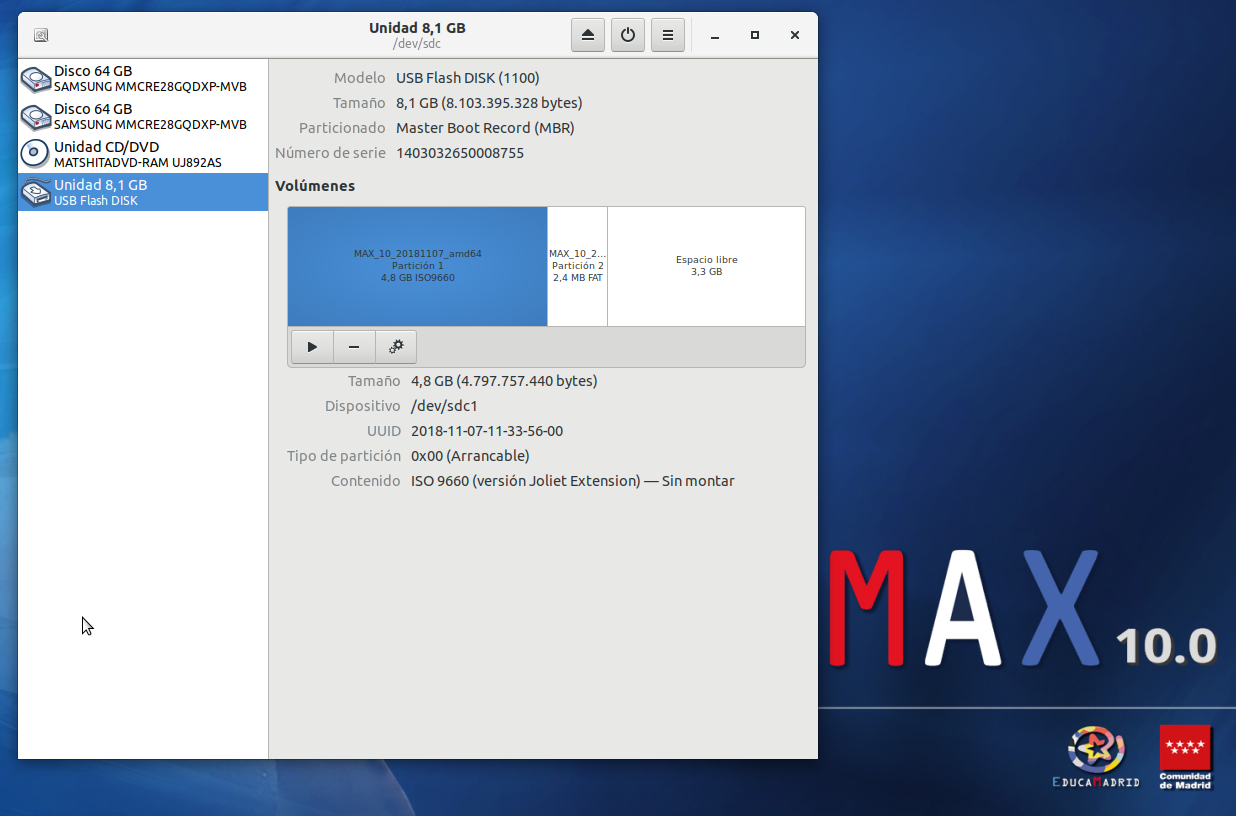 Unidad 8,1 GB
/dev/sdc
Disco 64 GB
SAMSUNG MMCRE28GQDXP-MVB
Disco 64 GB
SAMSUNG MMCRE28GQDXP-MVB
Unidad CD/DVD
MATSHITADVD-RAM UJ892AS
Unidad 8,1 GB
USB Flash DISK
Modelo USB Flash DISK (1100)
Tamaño 8,1 GB (8.103.395.328 bytes)
Particionado Master Boot Record (MBR)
Número de serie 1403032650008755
Volúmenes
MAX_10_20181107_amd64
Partición 1
4,8 GB ISO9660
MAX_10_2...
Partición 2
2,4 MB FAT
Espacio libre
3,3 GB
Tamaño 4,8 GB (4.797.757.440 bytes)
Dispositivo /dev/sdc1
UUID 2018-11-07-11-33-56-00
Tipo de partición 0x00 (Arrancable)
Contenido ISO 9660 (versión Joliet Extension) — Sin montar
MAX 10.0
EDUCAMADRID
Comunidad
de Madrid